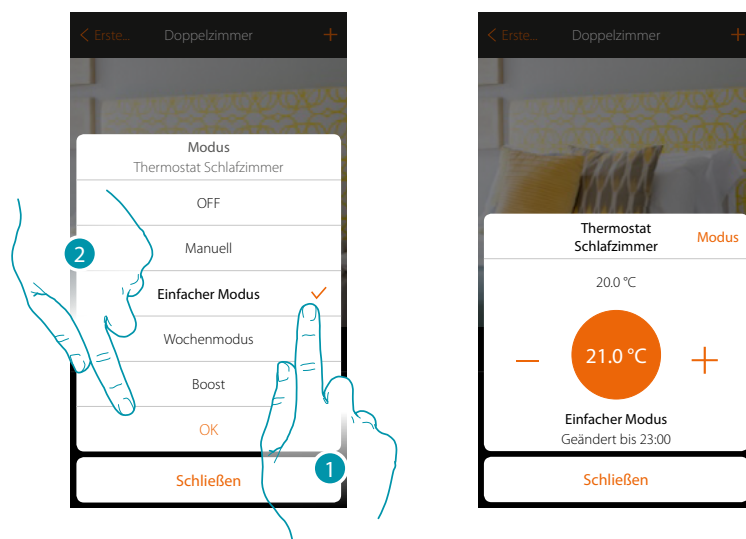 Erste...
Doppelzimmer
Modus
Thermostat Schlafzimmer
OFF
2
Manuell
Einfacher Modus
Wochenmodus
Boost
OK
Schließen
1
Erste...
Doppelzimmer
Thermostat
Schlafzimmer
Modus
20.0 °C
21.0 °C
Einfacher Modus
Geändert bis 23:00
Schließen